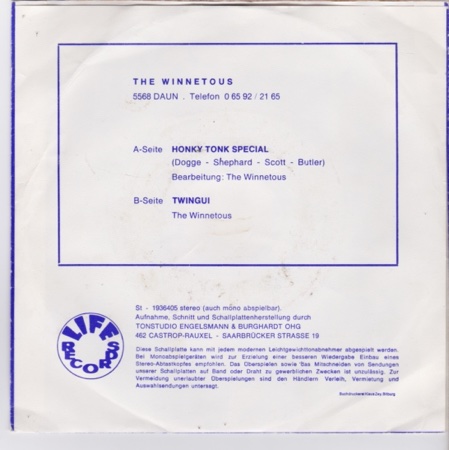 THE WINNETOUS
5568 DAUN . Telefon 0 65 92 / 21 65
A-Seite HONKY TONK SPECIAL
(Dogge - Shephard - Scott - Butler)
Bearbeitung: The Winnetous
B-Seite TWINGUI
The Winnetous
St - 1936405 stereo (auch mono abspielbar).
Aufnahme, Schnitt und Schallplattenherstellung durch
TONSTUDIO ENGELSMANN & BURGHARDT OHG
462 CASTROP-RAUXEL - SAARBRÜCKER STRASSE 19
LIFE
RECORDS
Diese Schallplatte kann mit jedem modernen Leichtgewichttonabnehmer abgespielt werden.
Bei Monoabspielgeräten wird zur Erzielung einer besseren Wiedergabe Einbau eines
Stereo-Abtastkopfes empfohlen. Das Überspielen sowie das Mitschneiden von Sendungen
unserer Schallplatten auf Band oder Draht zu gewerblichen Zwecken ist unzulässig. Zur
Vermeidung unerlaubter Überspielungen sind den Händlern Verleih, Vermietung und
Auswahlsendungen untersagt.